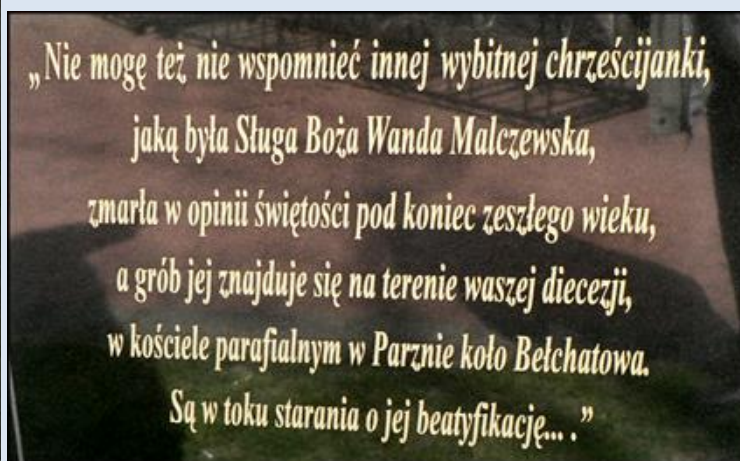 „Nie mogę też nie wspomnieć innej wybitnej chrześcijanki,
jaką była Sługa Boża Wanda Malczewska,
zmarła w opinii świętości pod koniec zeszłego wieku,
a grób jej znajduje się na terenie waszej diecezji,
w kościele parafialnym w Parznie koło Bełchatowa.
Są w toku starania o jej beatyfikację... .”